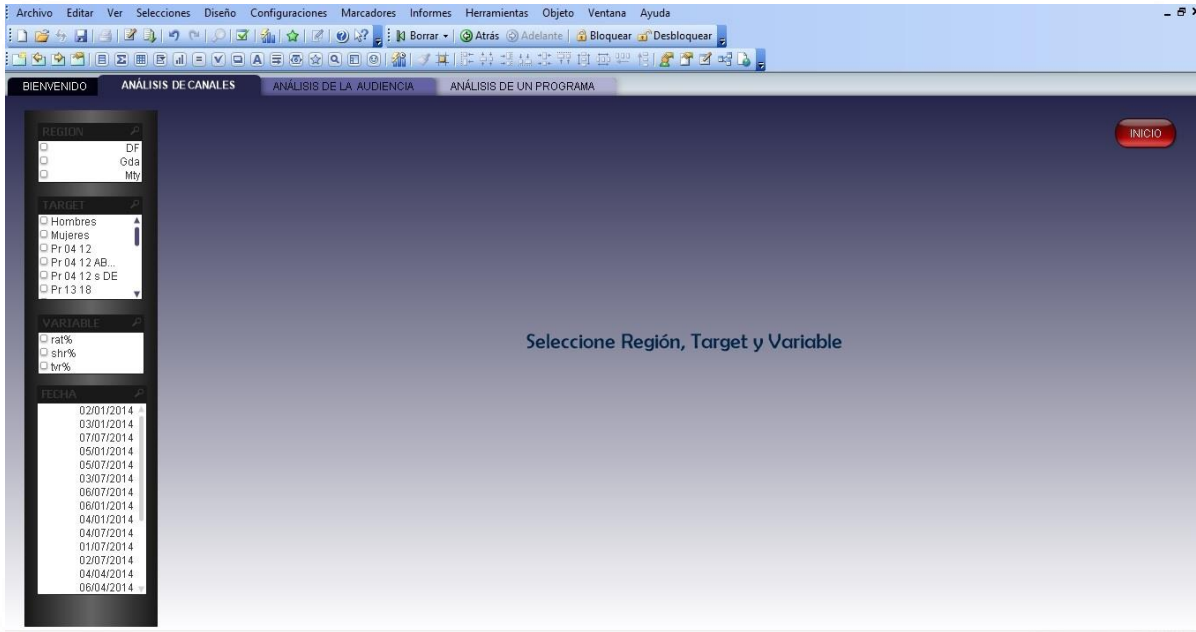 Archivo Editar Ver Selecciones Diseño Configuraciones Marcadores Informes Herramientas Objeto Ventana Ayuda
Borrar Atrás Adelante Bloquear Desbloquear
BIENVENIDO ANÁLISIS DE CANALES ANÁLISIS DE LA AUDIENCIA ANÁLISIS DE UN PROGRAMA
INICIO
REGION
DF
Gda
Mty
TARGET
Hombres
Mujeres
Pr 04 12
Pr 04 12 AB...
Pr 04 12 s DE
Pr 13 18
VARIABLE
rat%
shr%
tvr%
FECHA
02/01/2014
03/01/2014
07/07/2014
05/01/2014
05/07/2014
03/07/2014
06/07/2014
06/01/2014
04/01/2014
04/07/2014
01/07/2014
02/07/2014
04/04/2014
06/04/2014
Seleccione Región, Target y Variable